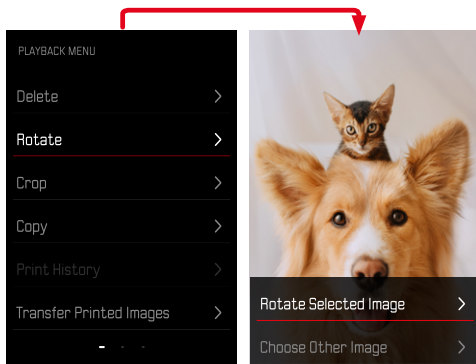 PLAYBACK MENU
Delete
Rotate
Crop
Copy
Print History
Transfer Printed Images
Rotate Selected Image
Choose Other Image